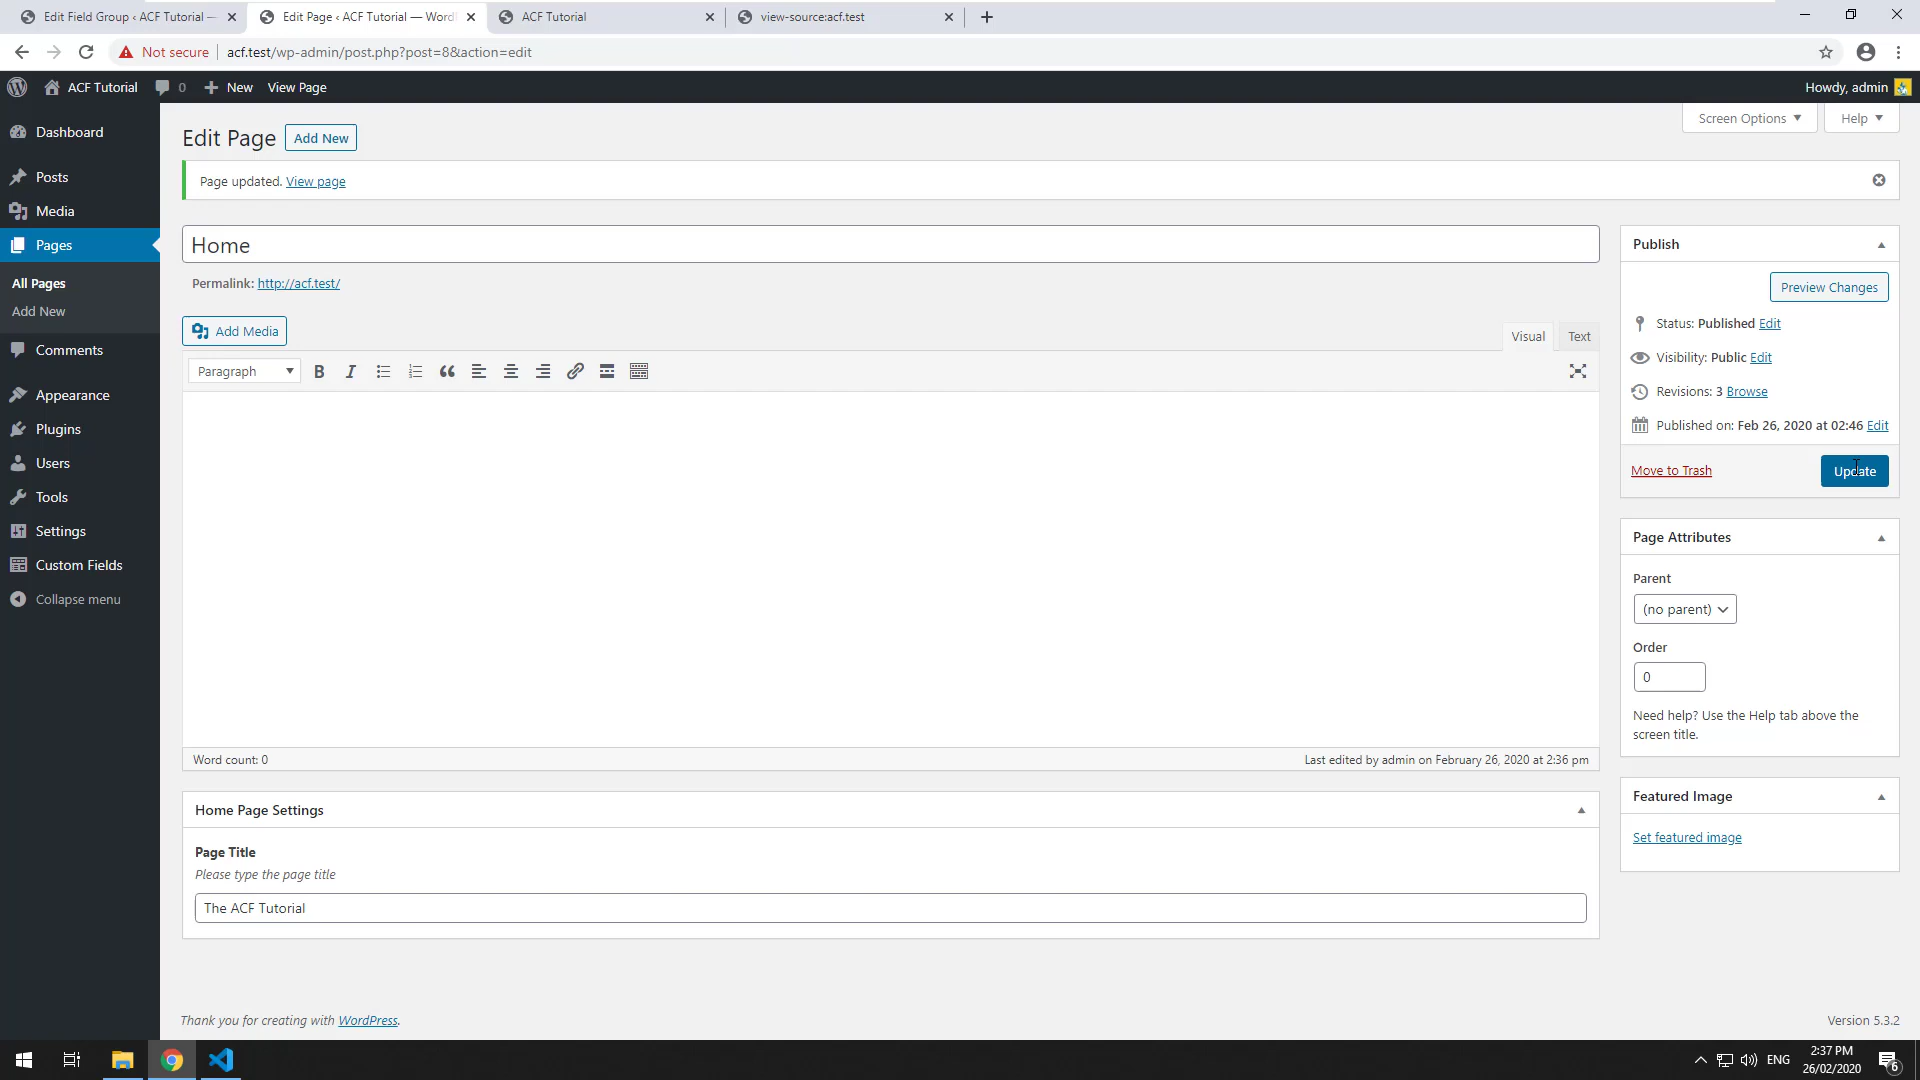 Edit Field Group ‹ ACF Tutorial —
Edit Page ‹ ACF Tutorial — Word
ACF Tutorial
view-source:acf.test
Not secure
acf.test/wp-admin/post.php?post=8&action=edit
ACF Tutorial
0
New
View Page
Howdy, admin
Dashboard
Posts
Media
Pages
All Pages
Add New
Comments
Appearance
Plugins
Users
Tools
Settings
Custom Fields
Collapse menu
Screen Options
Help
Edit Page
Add New
Page updated. View page
Home
Permalink: http://acf.test/
Add Media
Visual
Text
Paragraph
Word count: 0
Last edited by admin on February 26, 2020 at 2:36 pm
Home Page Settings
Page Title
Please type the page title
The ACF Tutorial
Publish
Preview Changes
Status: Published Edit
Visibility: Public Edit
Revisions: 3 Browse
Published on: Feb 26, 2020 at 02:46 Edit
Move to Trash
Update
Page Attributes
Parent
(no parent)
Order
0
Need help? Use the Help tab above the
screen title.
Featured Image
Set featured image
Thank you for creating with WordPress.
Version 5.3.2
ENG
2:37 PM
26/02/2020
6